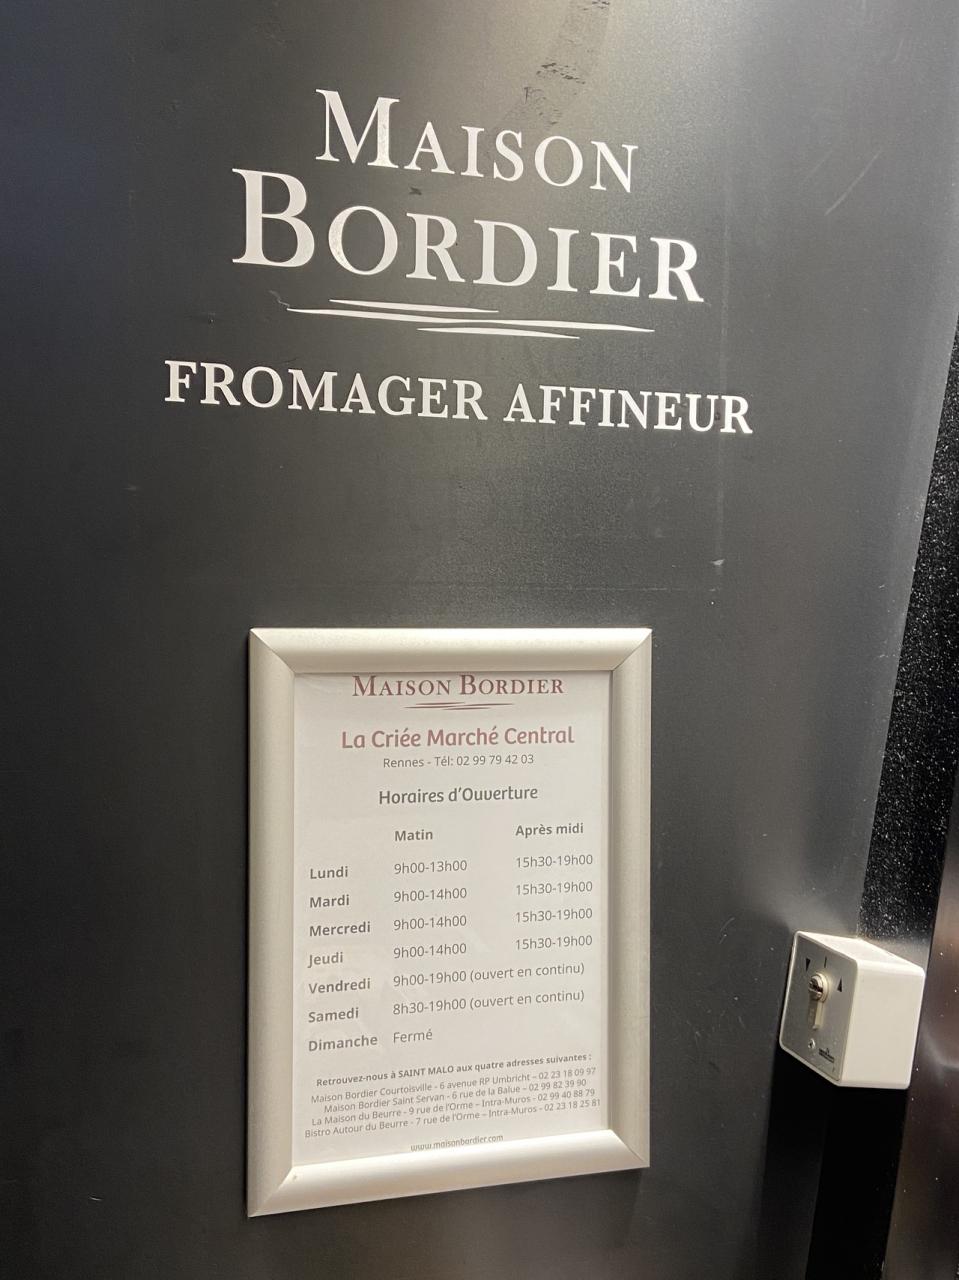 MAISON
BORDIER
FROMAGER AFFINEUR
MAISON BORDIER
La Criée Marché Central
Rennes - Tél: 02 99 79 42 03
Horaires d'Ouverture
Matin Après midi
Lundi 9h00-13h00 15h30-19h00
Mardi 9h00-14h00 15h30-19h00
Mercredi 9h00-14h00 15h30-19h00
Jeudi 9h00-14h00 15h30-19h00
Vendredi 9h00-19h00 (ouvert en continu)
Samedi 8h30-19h00 (ouvert en continu)
Dimanche Fermé
Retrouvez-nous à SAINT MALO aux quatre adresses suivantes :
Maison Bordier Courtoisville - 6 avenue RP Umbricht – 02 23 18 09 97
Maison Bordier Saint Servan - 6 rue de la Balue – 02 99 82 39 90
La Maison du Beurre - 9 rue de l'Orme – Intra-Muros - 02 99 40 88 79
Bistro Autour du Beurre - 7 rue de l'Orme – Intra-Muros - 02 23 18 25 81
www.maisonbordier.com